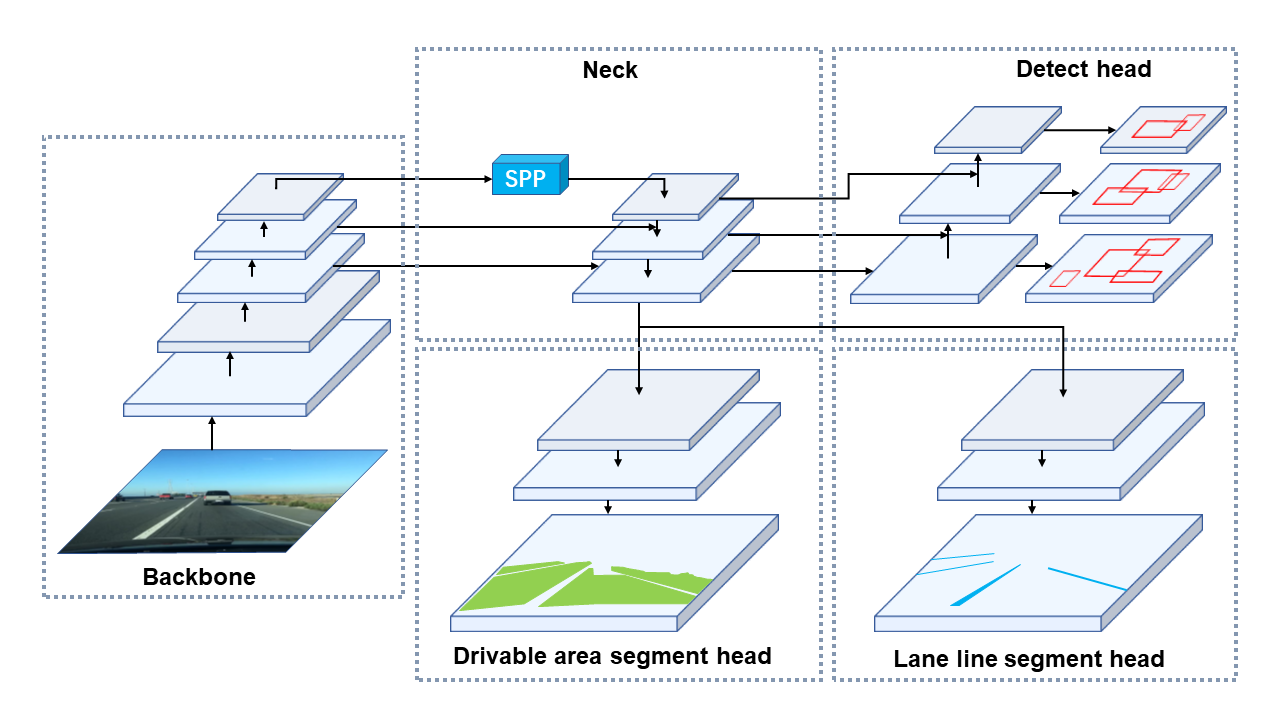 Neck
Detect head
SPP
Backbone
Drivable area segment head
Lane line segment head